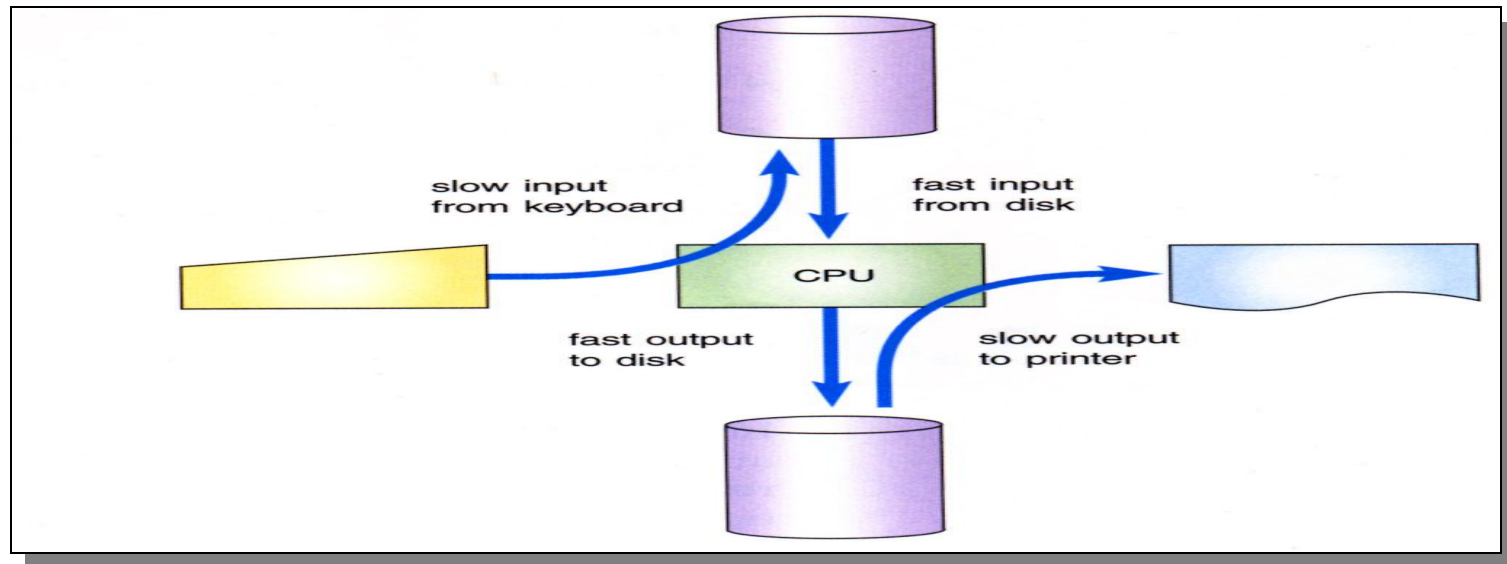 slow input
from keyboard
fast input
from disk
CPU
fast output
to disk
slow output
to printer